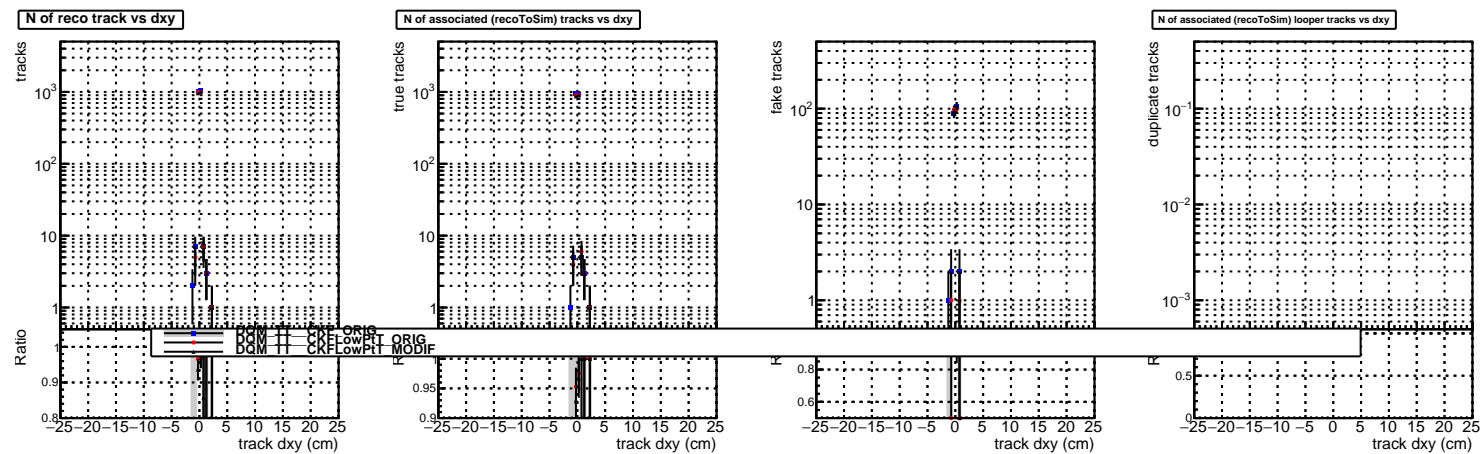 N of reco track vs dxy
N of associated (recoToSim) tracks vs dxy
N of associated (recoToSim) looper tracks vs dxy
tracks
true tracks
fake tracks
duplicate tracks
10³
10²
10
1
10³
10²
10
1
10²
10
1
10⁻¹
10⁻²
10⁻³
Ratio
DQM_TT__CKF_ORIG
DQM_TT__CKFLowPtT_ORIG
DQM_TT__CKFLowPtT_MODIF
1
0.9
0.8
0.95
0.9
0.8
0.6
0.5
0
−25 −20 −15 −10 −5 0 5 10 15 20 25
−25 −20 −15 −10 −5 0 5 10 15 20 25
−25 −20 −15 −10 −5 0 5 10 15 20 25
−25 −20 −15 −10 −5 0 5 10 15 20 25
track dxy (cm)
track dxy (cm)
track dxy (cm)
track dxy (cm)